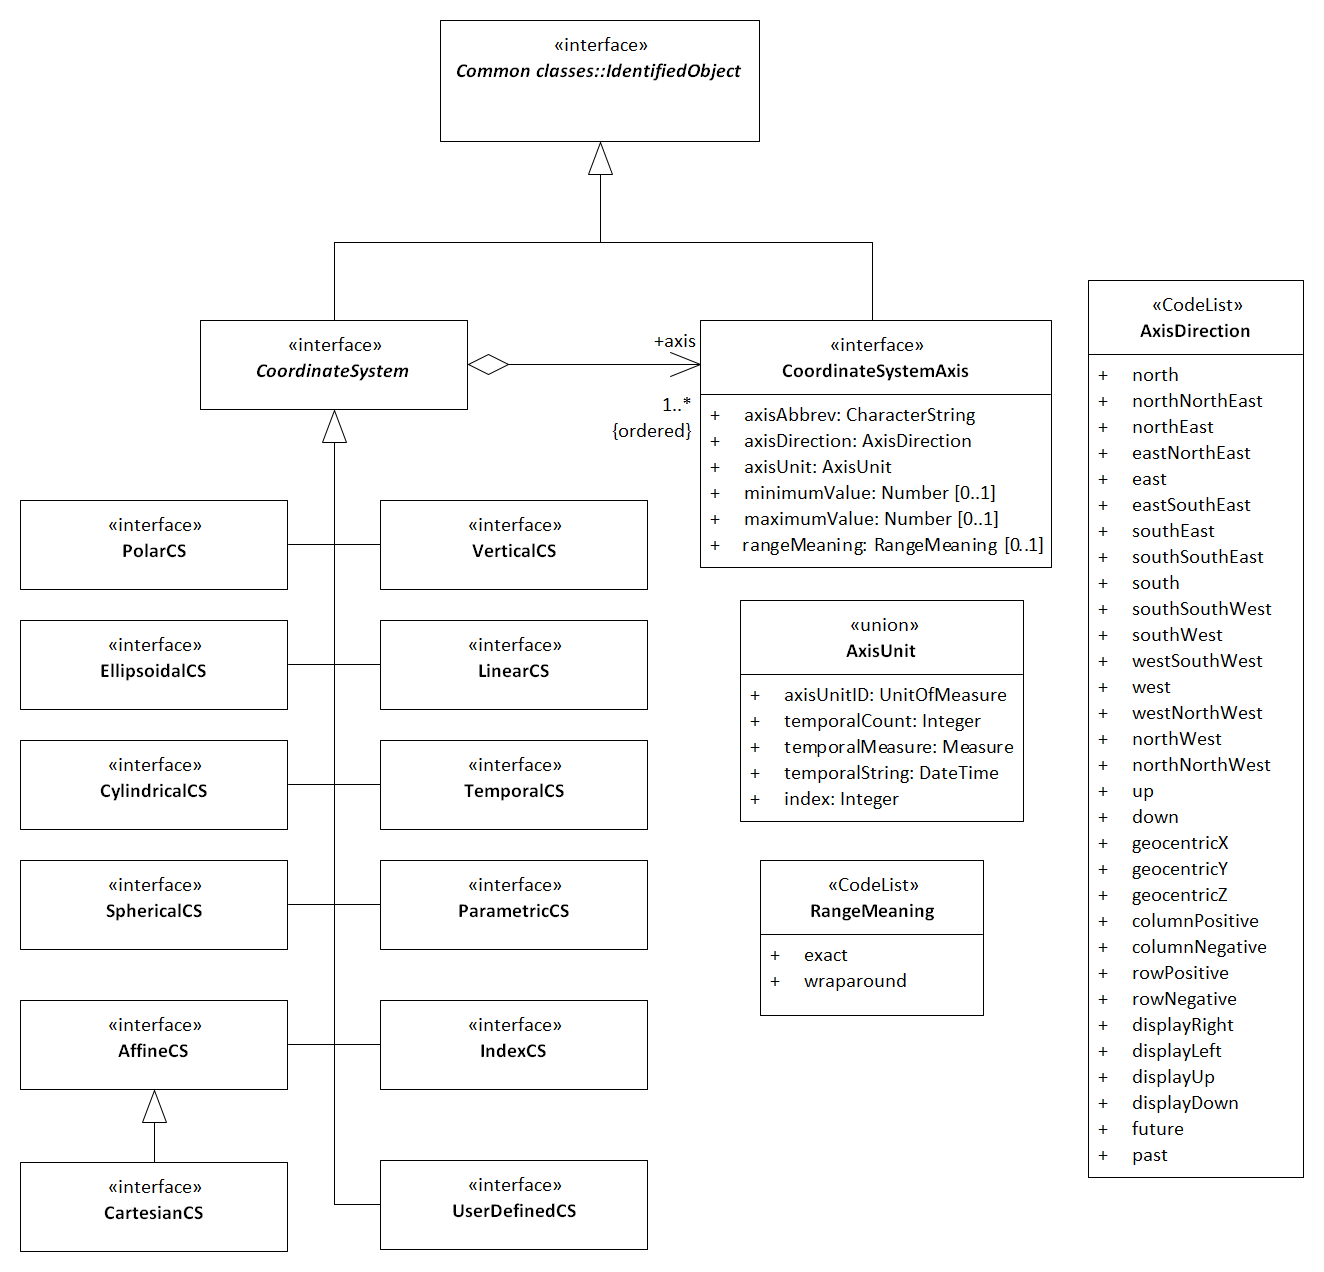 «interface»
Common classes::IdentifiedObject
«interface»
CoordinateSystem
+axis
1..*
{ordered}
«interface»
CoordinateSystemAxis
+ axisAbbrev: CharacterString
+ axisDirection: AxisDirection
+ axisUnit: AxisUnit
+ minimumValue: Number [0..1]
+ maximumValue: Number [0..1]
+ rangeMeaning: RangeMeaning [0..1]
«interface»
PolarCS
«interface»
VerticalCS
«interface»
EllipsoidalCS
«interface»
LinearCS
«interface»
CylindricalCS
«interface»
TemporalCS
«interface»
SphericalCS
«interface»
ParametricCS
«interface»
AffineCS
«interface»
IndexCS
«interface»
CartesianCS
«interface»
UserDefinedCS
«union»
AxisUnit
+ axisUnitID: UnitOfMeasure
+ temporalCount: Integer
+ temporalMeasure: Measure
+ temporalString: DateTime
+ index: Integer
«CodeList»
RangeMeaning
+ exact
+ wraparound
«CodeList»
AxisDirection
+ north
+ northNorthEast
+ northEast
+ eastNorthEast
+ east
+ eastSouthEast
+ southEast
+ southSouthEast
+ south
+ southSouthWest
+ southWest
+ westSouthWest
+ west
+ westNorthWest
+ northWest
+ northNorthWest
+ up
+ down
+ geocentricX
+ geocentricY
+ geocentricZ
+ columnPositive
+ columnNegative
+ rowPositive
+ rowNegative
+ displayRight
+ displayLeft
+ displayUp
+ displayDown
+ future
+ past